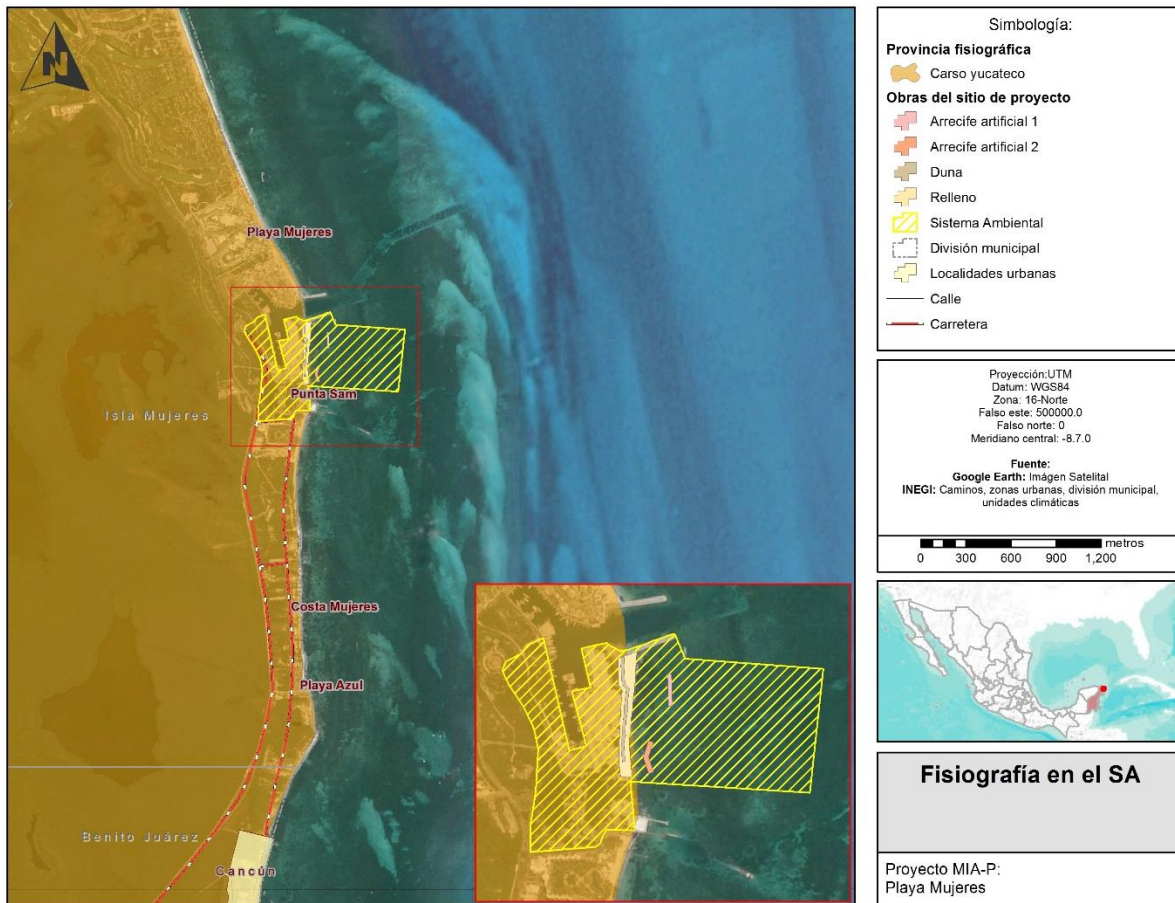 N
Playa Mujeres
Punta Sam
Isla Mujeres
Costa Mujeres
Playa Azul
Benito Juárez
Cancún
Simbología:
Provincia fisiográfica
Carso yucateco
Obras del sitio de proyecto
Arrecife artificial 1
Arrecife artificial 2
Duna
Relleno
Sistema Ambiental
División municipal
Localidades urbanas
Calle
Carretera
Proyección:UTM
Datum: WGS84
Zona: 16-Norte
Falso este: 500000.0
Falso norte: 0
Meridiano central: -8.7.0
Fuente:
Google Earth: Imágen Satelital
INEGI: Caminos, zonas urbanas, división municipal,
unidades climáticas
metros
0 300 600 900 1,200
Fisiografía en el SA
Proyecto MIA-P:
Playa Mujeres